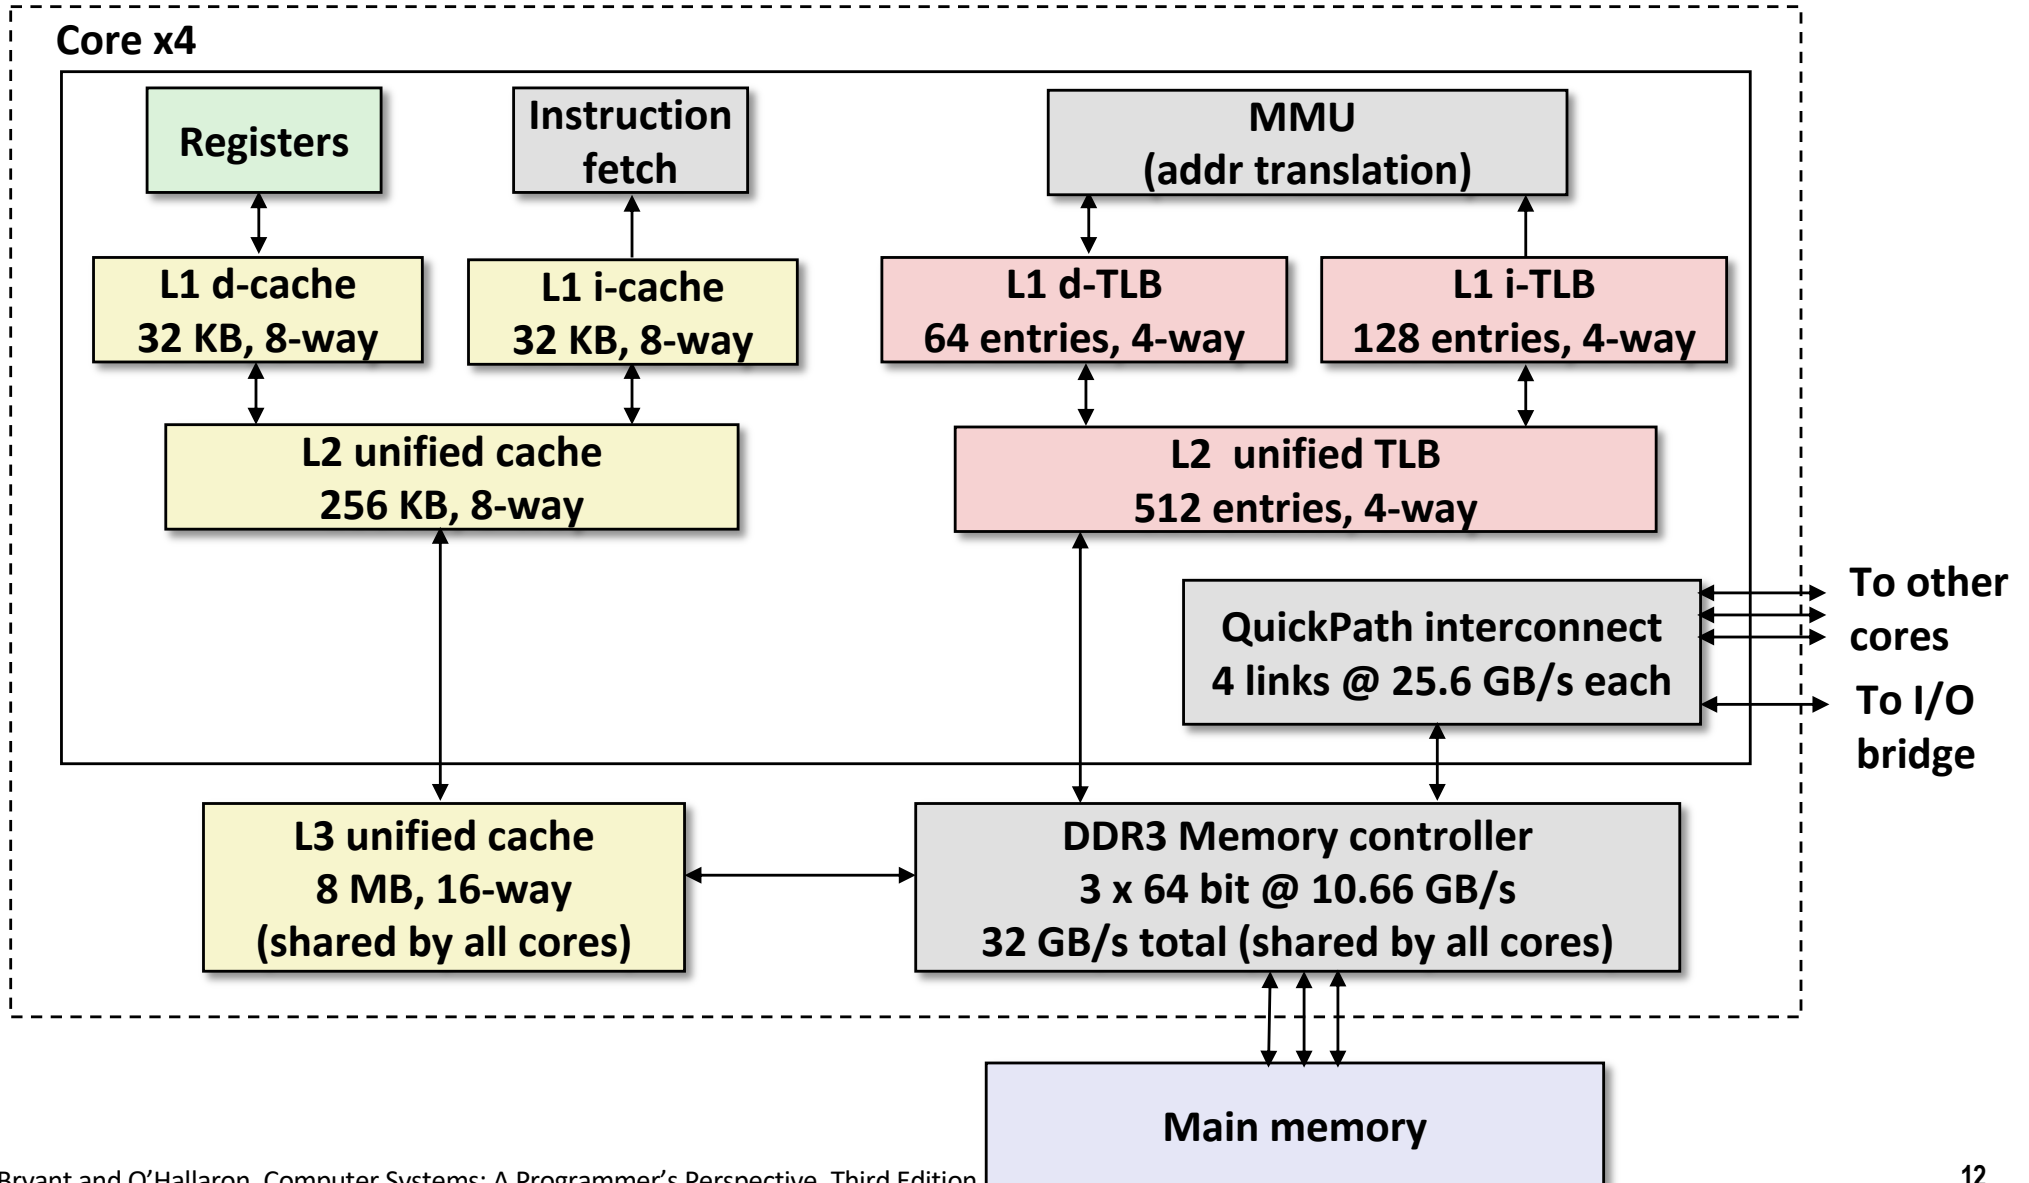 Core x4
Registers
Instruction
fetch
MMU
(addr translation)
L1 d-cache
32 KB, 8-way
L1 i-cache
32 KB, 8-way
L1 d-TLB
64 entries, 4-way
L1 i-TLB
128 entries, 4-way
L2 unified cache
256 KB, 8-way
L2  unified TLB
512 entries, 4-way
QuickPath interconnect
4 links @ 25.6 GB/s each
To other
cores
To I/O
bridge
L3 unified cache
8 MB, 16-way
(shared by all cores)
DDR3 Memory controller
3 x 64 bit @ 10.66 GB/s
32 GB/s total (shared by all cores)
Main memory
Bryant and O'Hallaron, Computer Systems: A Programmer's Perspective, Third Edition
12